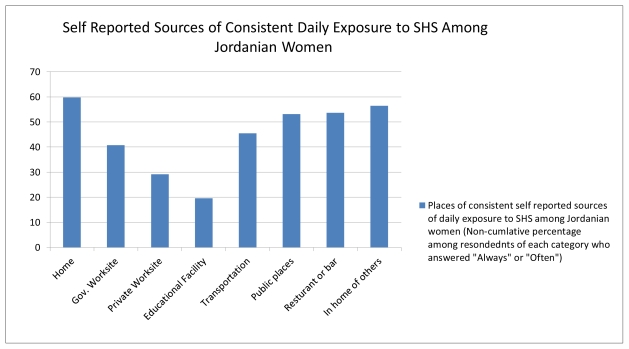 Self Reported Sources of Consistent Daily Exposure to SHS Among
Jordanian Women
70
60
50
40
30
20
10
0
Home
Gov. Worksite
Private Worksite
Educational Facility
Transportation
Public places
Resturant or bar
In home of others
Places of consistent self reported sources
of daily exposure to SHS among Jordanian
women (Non-cumlative percentage
among resondednts of each category who
answered "Always" or "Often")